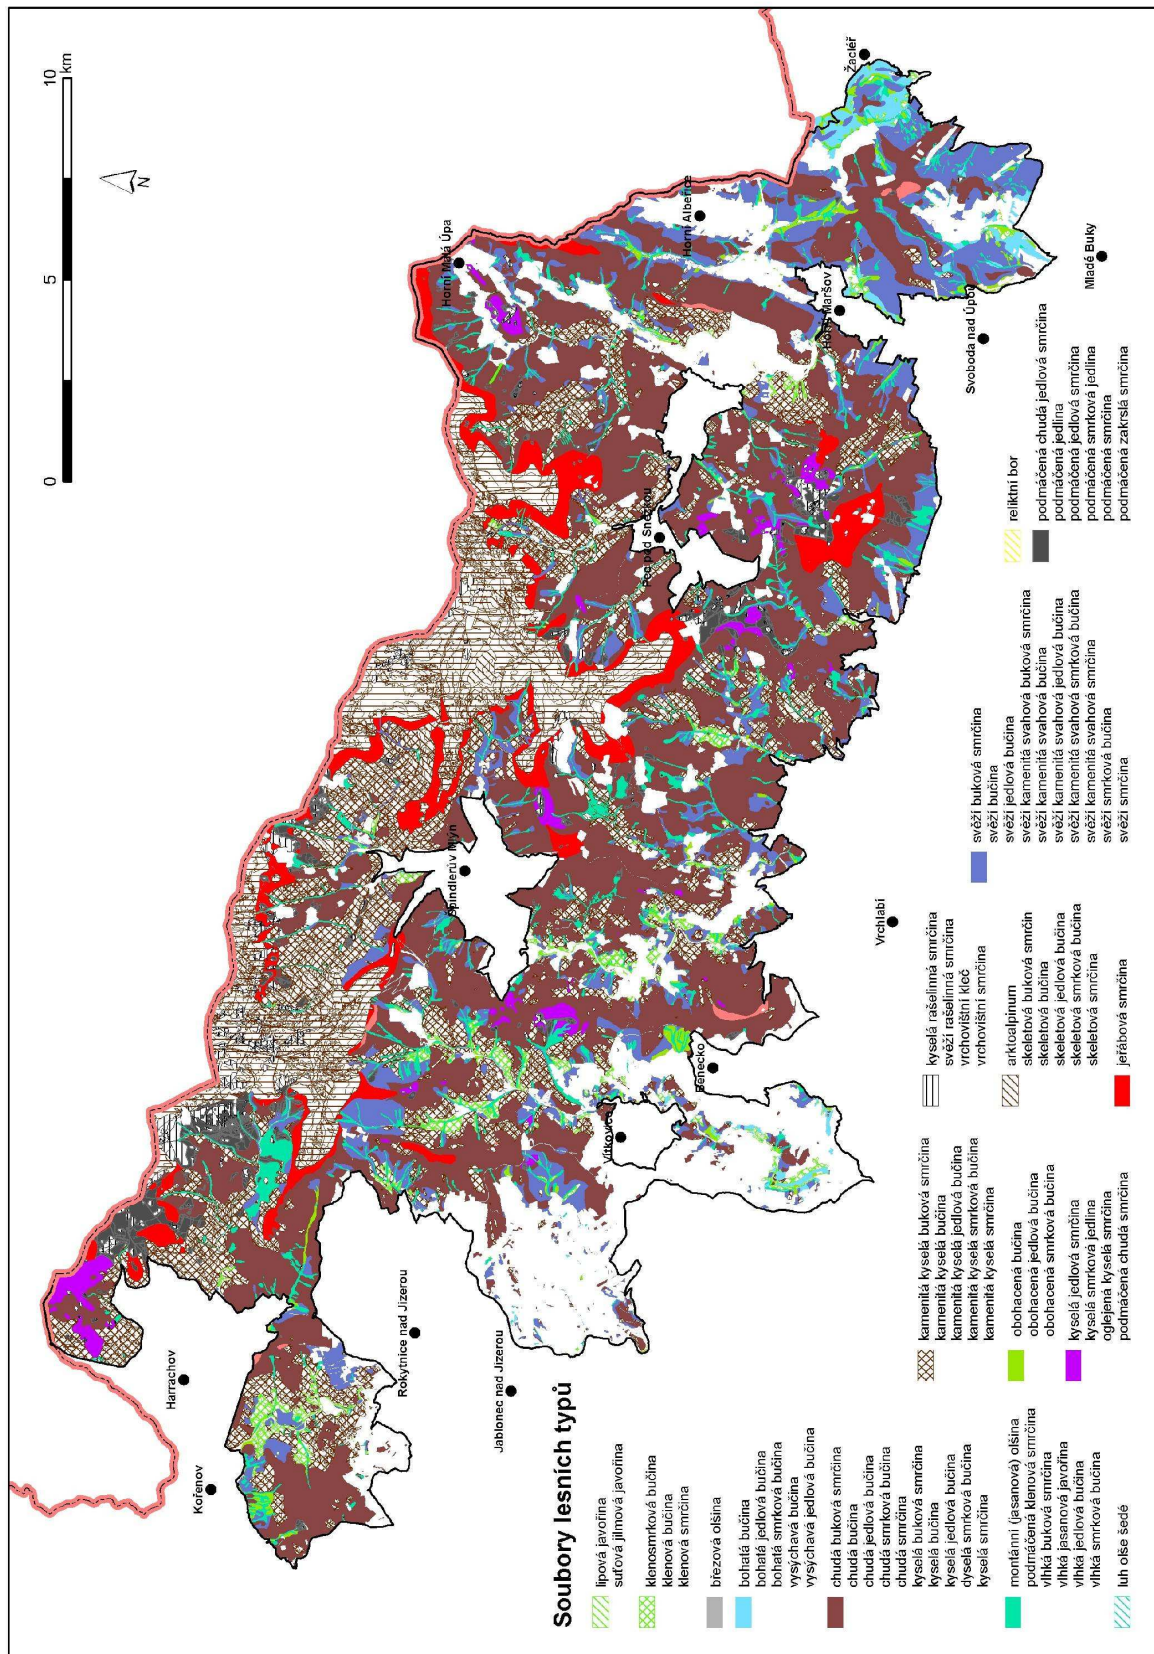 0
5
10
km
N
Kořenov
Harrachov
Rokytnice nad Jizerou
Jablonec nad Jizerou
Vítkovice
Benecko
Špindlerův Mlýn
Vrchlabí
Pec pod Sněžkou
Horní Malá Úpa
Horní Albeřice
Horní Maršov
Svoboda nad Úpou
Mladé Buky
Žacléř
Soubory lesních typů
lipová javořina
suťová jilmová javořina
klenosmrková bučina
klenová bučina
klenová smrčina
březová olšina
bohatá bučina
bohatá jedlová bučina
bohatá smrková bučina
vysýchavá bučina
vysýchavá jedlová bučina
chudá buková smrčina
chudá bučina
chudá jedlová bučina
chudá smrková bučina
chudá smrčina
kyselá buková smrčina
kyselá bučina
kyselá jedlová bučina
dyselá smrková bučina
kyselá smrčina
montánní (jasanová) olšina
podmáčená klenová smrčina
vlhká buková smrčina
vlhká jasanová javořina
vlhká jedlová bučina
vlhká smrková bučina
luh olše šedé
kamenitá kyselá buková smrčina
kamenitá kyselá bučina
kamenitá kyselá jedlová bučina
kamenitá kyselá smrková bučina
kamenitá kyselá smrčina
obohacená bučina
obohacená jedlová bučina
obohacená smrková bučina
kyselá jedlová smrčina
kyselá smrková jedlina
oglejená kyselá smrčina
podmáčená chudá smrčina
kyselá rašelinná smrčina
svěží rašelinná smrčina
vrchovištní kleč
vrchovištní smrčina
arktoalpinum
skeletová buková smrčin
skeletová bučina
skeletová jedlová bučina
skeletová smrková bučina
skeletová smrčina
jeřábová smrčina
svěží buková smrčina
svěží bučina
svěží jedlová bučina
svěží kamenitá svahová buková smrčina
svěží kamenitá svahová bučina
svěží kamenitá svahová jedlová bučina
svěží kamenitá svahová smrková bučina
svěží kamenitá svahová smrčina
svěží smrková bučina
svěží smrčina
reliktní bor
podmáčená chudá jedlová smrčina
podmáčená jedlina
podmáčená jedlová smrčina
podmáčená smrková jedlina
podmáčená smrčina
podmáčená zakrslá smrčina